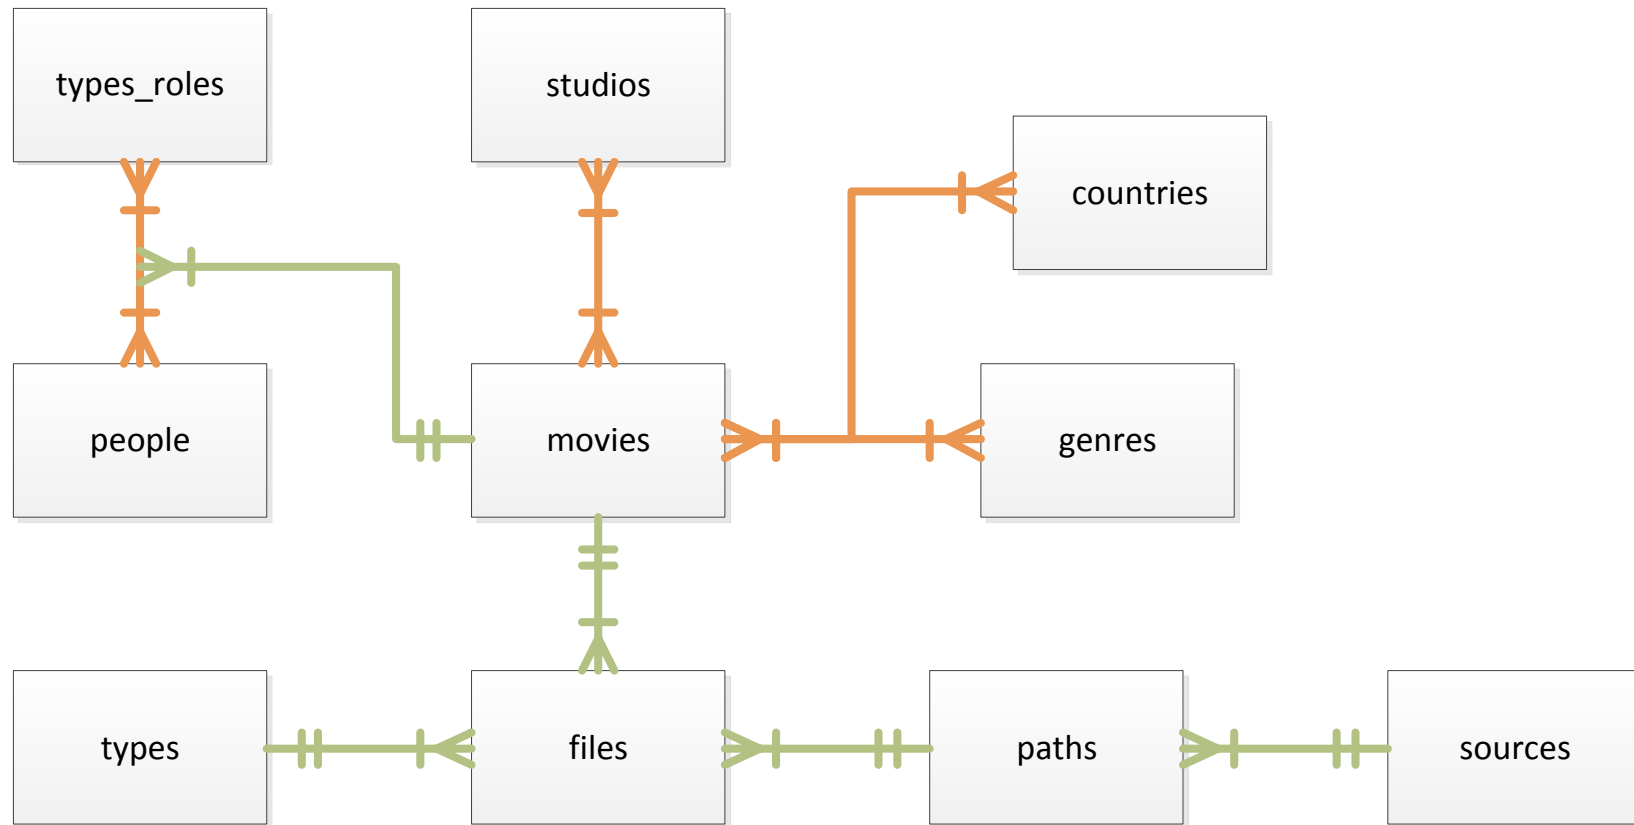 types_roles
studios
countries
people
movies
genres
types
files
paths
sources